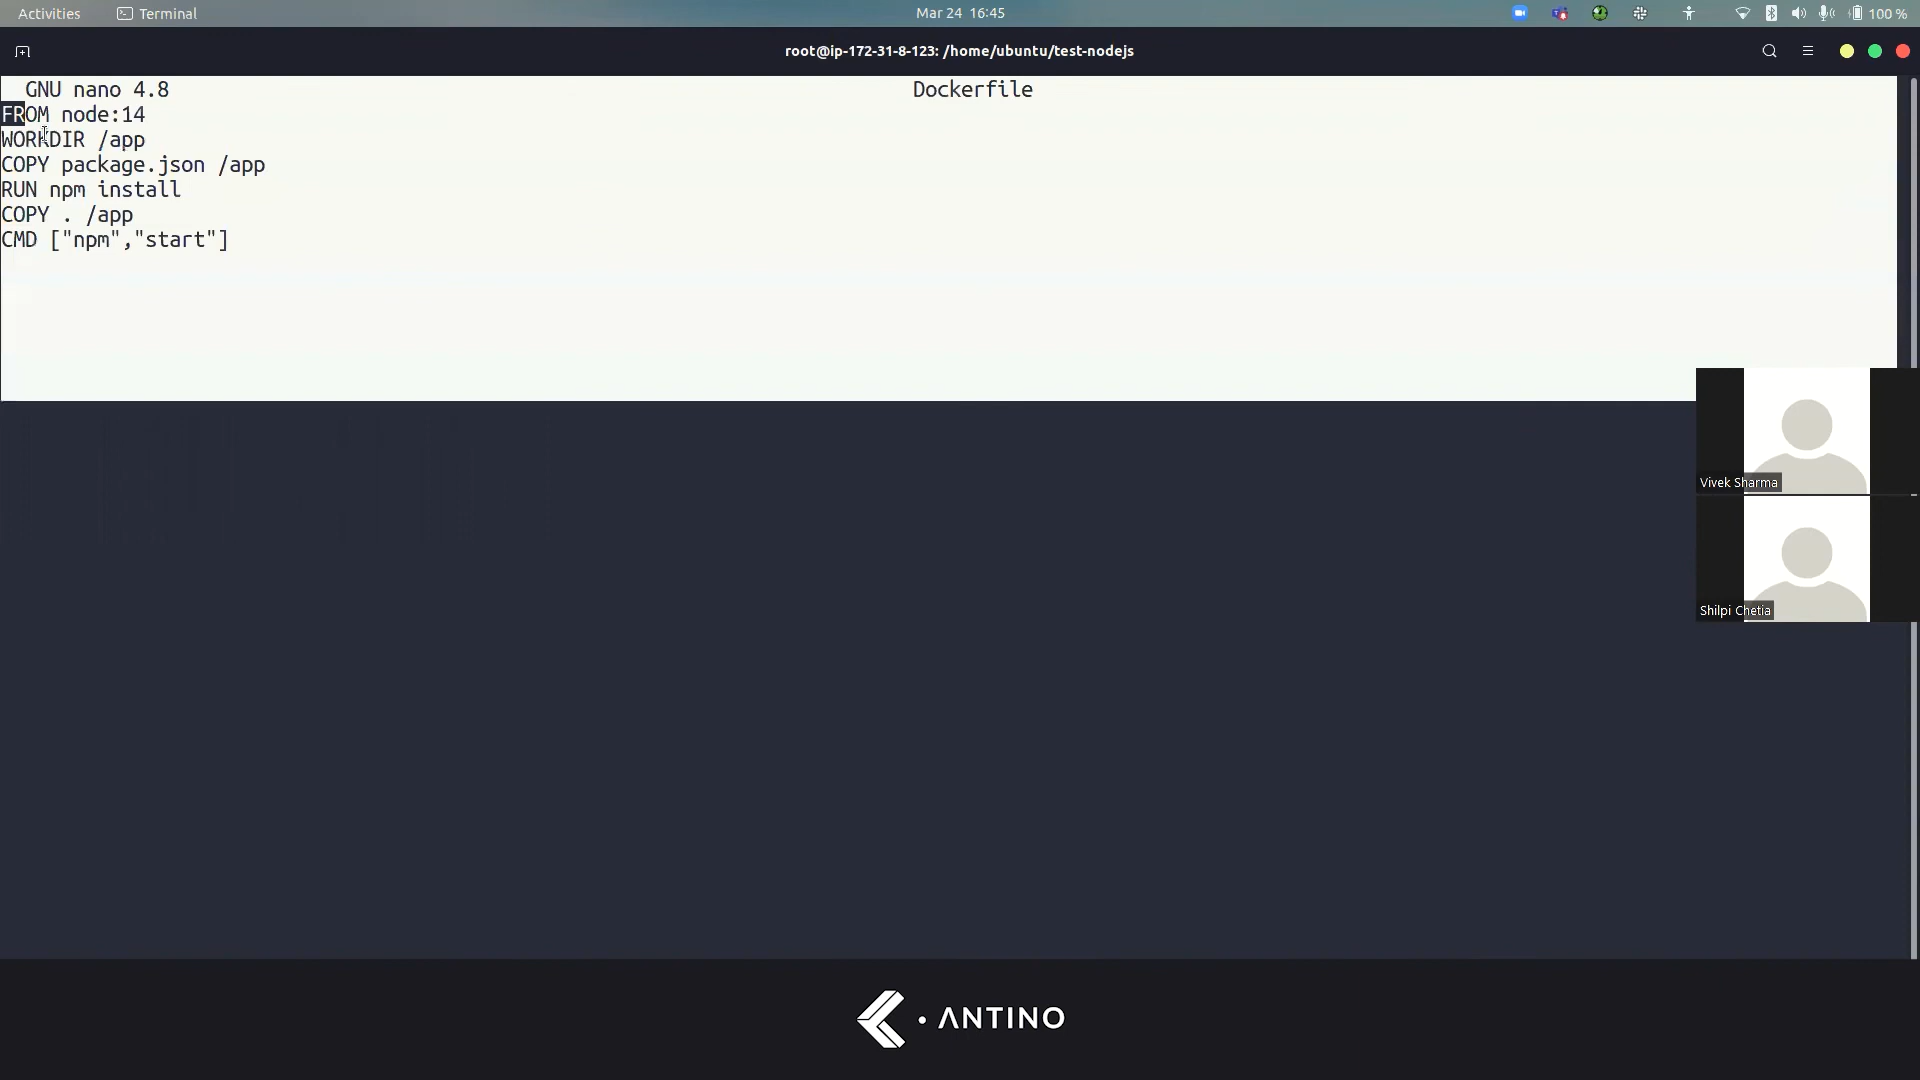 Activities Terminal Mar 24 16:45 100 %
root@ip-172-31-8-123: /home/ubuntu/test-nodejs
GNU nano 4.8 Dockerfile
FROM node:14
WORKDIR /app
COPY package.json /app
RUN npm install
COPY . /app
CMD ["npm","start"]
Vivek Sharma
Shilpi Chetia
ANTINO